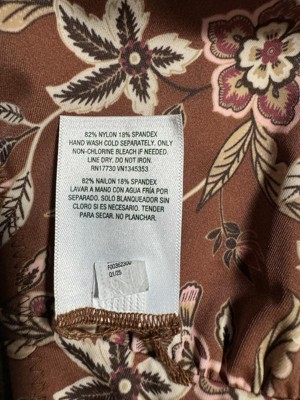 82% NYLON 18% SPANDEX
HAND WASH COLD SEPARATELY, ONLY
NON-CHLORINE BLEACH IF NEEDED.
LINE DRY, DO NOT IRON.
RN17730 VN1345353
82% NAILON 18% SPANDEX
LAVAR A MANO CON AGUA FRÍA POR
SEPARADO. SOLO BLANQUEADOR SIN
CLORO SI ES NECESARIO. TENDER
PARA SECAR. NO PLANCHAR.
01/25